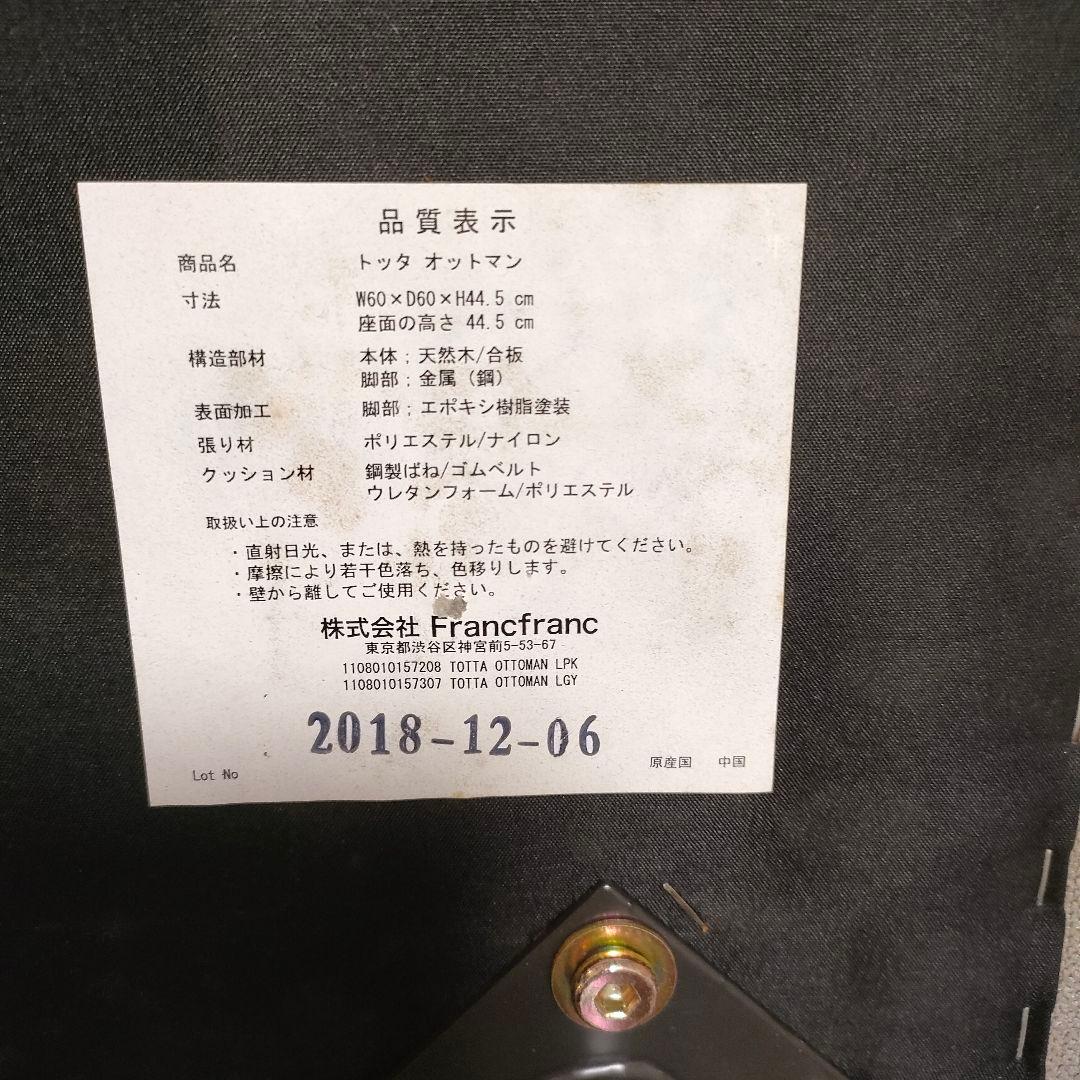 品質表示
商品名 トッタ オットマン
寸法 W60×D60×H44.5 cm
座面の高さ 44.5 cm
構造部材 本体；天然木/合板
脚部；金属（鋼）
表面加工 脚部；エポキシ樹脂塗装
張り材 ポリエステル/ナイロン
クッション材 鋼製ばね/ゴムベルト
ウレタンフォーム/ポリエステル
取扱い上の注意
・直射日光、または、熱を持ったものを避けてください。
・摩擦により若干色落ち、色移りします。
・壁から離してご使用ください。
株式会社 Francfranc
東京都渋谷区神宮前5-53-67
1108010157208 TOTTA OTTOMAN LPK
1108010157307 TOTTA OTTOMAN LGY
2018-12-06
Lot No 原産国 中国